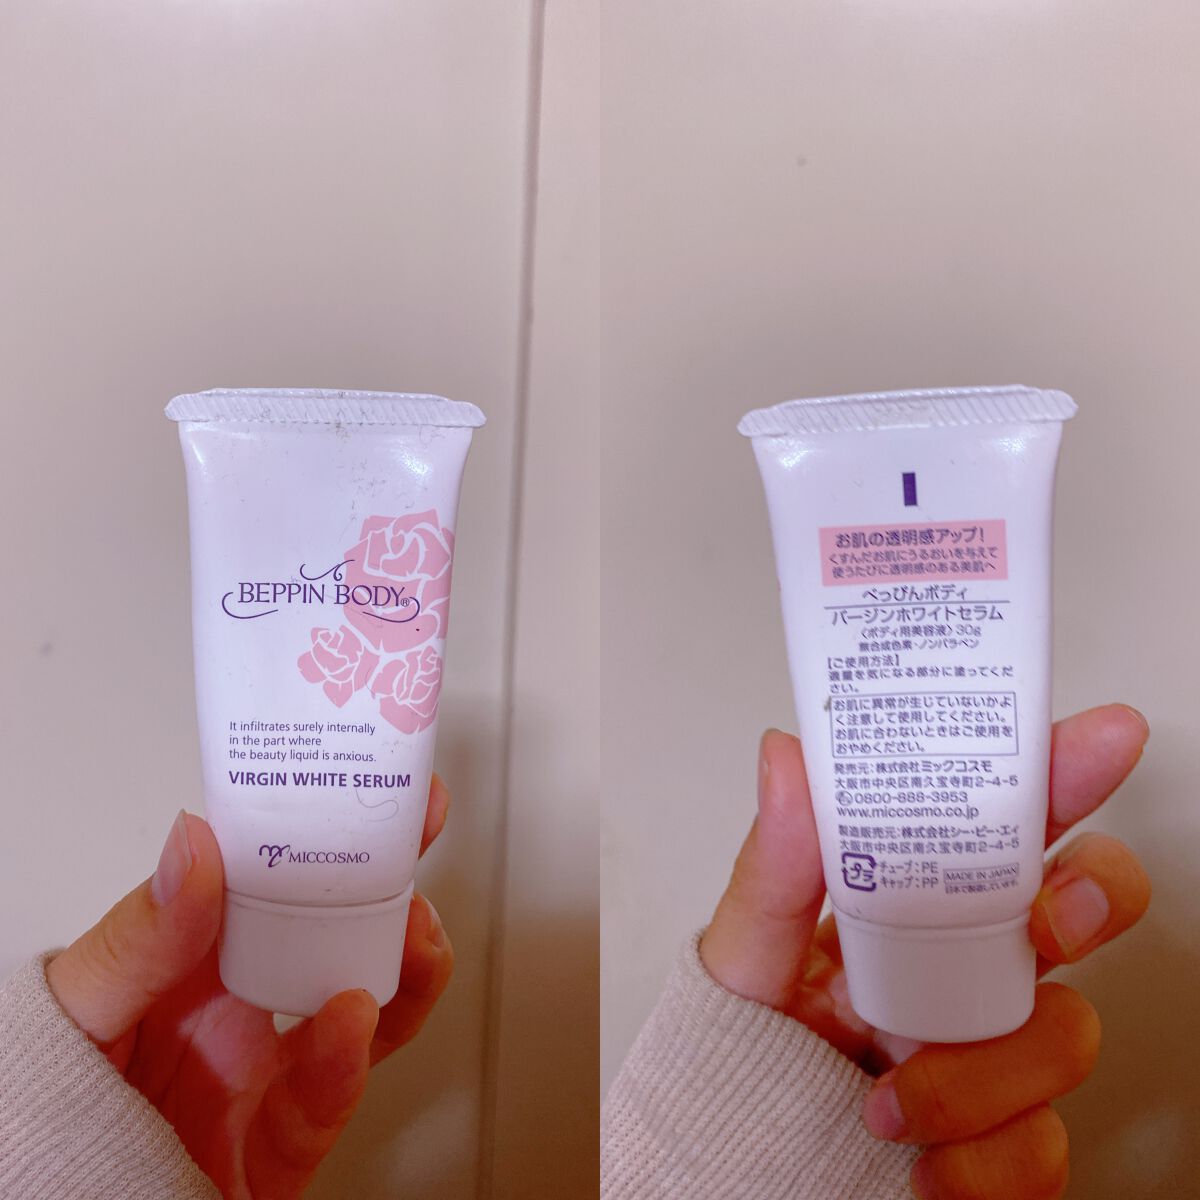 BEPPIN BODY®
It infiltrates surely internally
in the part where
the beauty liquid is anxious.
VIRGIN WHITE SERUM
MICCOSMO
お肌の透明感アップ!
くすんだお肌にうるおいを与えて
使うたびに透明感のある美肌へ
べっぴんボディ
バージンホワイトセラム
〈ボディ用美容液〉30g
無合成色素・ノンパラベン
【ご使用方法】
適量を気になる部分に塗ってくだ
さい。
お肌に異常が生じていないかよ
く注意して使用してください。
お肌に合わないときはご使用を
おやめください。
発売元:株式会社ミックコスモ
大阪市中央区南久宝寺町2-4-5
0800-888-3953
www.miccosmo.co.jp
製造販売元:株式会社シー・ビー・エィ
大阪市中央区南久宝寺町2-4-5
プラ
チューブ:PE
キャップ:PP
MADE IN JAPAN
日本で製造しています。